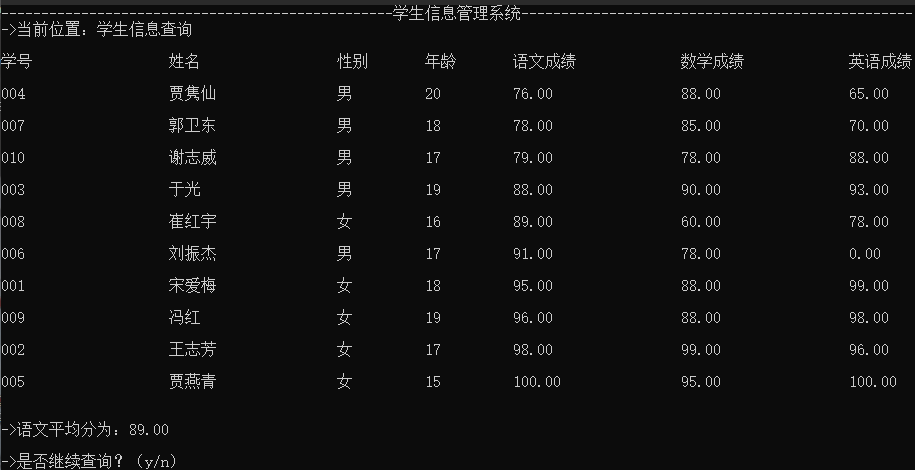 ------------------------------------------------学生信息管理系统------------------------------------------------
->当前位置：学生信息查询
学号 姓名 性别 年龄 语文成绩 数学成绩 英语成绩
004 贾隽仙 男 20 76.00 88.00 65.00
007 郭卫东 男 18 78.00 85.00 70.00
010 谢志威 男 17 79.00 78.00 88.00
003 于光 男 19 88.00 90.00 93.00
008 崔红宇 女 16 89.00 60.00 78.00
006 刘振杰 男 17 91.00 78.00 0.00
001 宋爱梅 女 18 95.00 88.00 99.00
009 冯红 女 19 96.00 88.00 98.00
002 王志芳 女 17 98.00 99.00 96.00
005 贾燕青 女 15 100.00 95.00 100.00
->语文平均分为：89.00
->是否继续查询？（y/n）